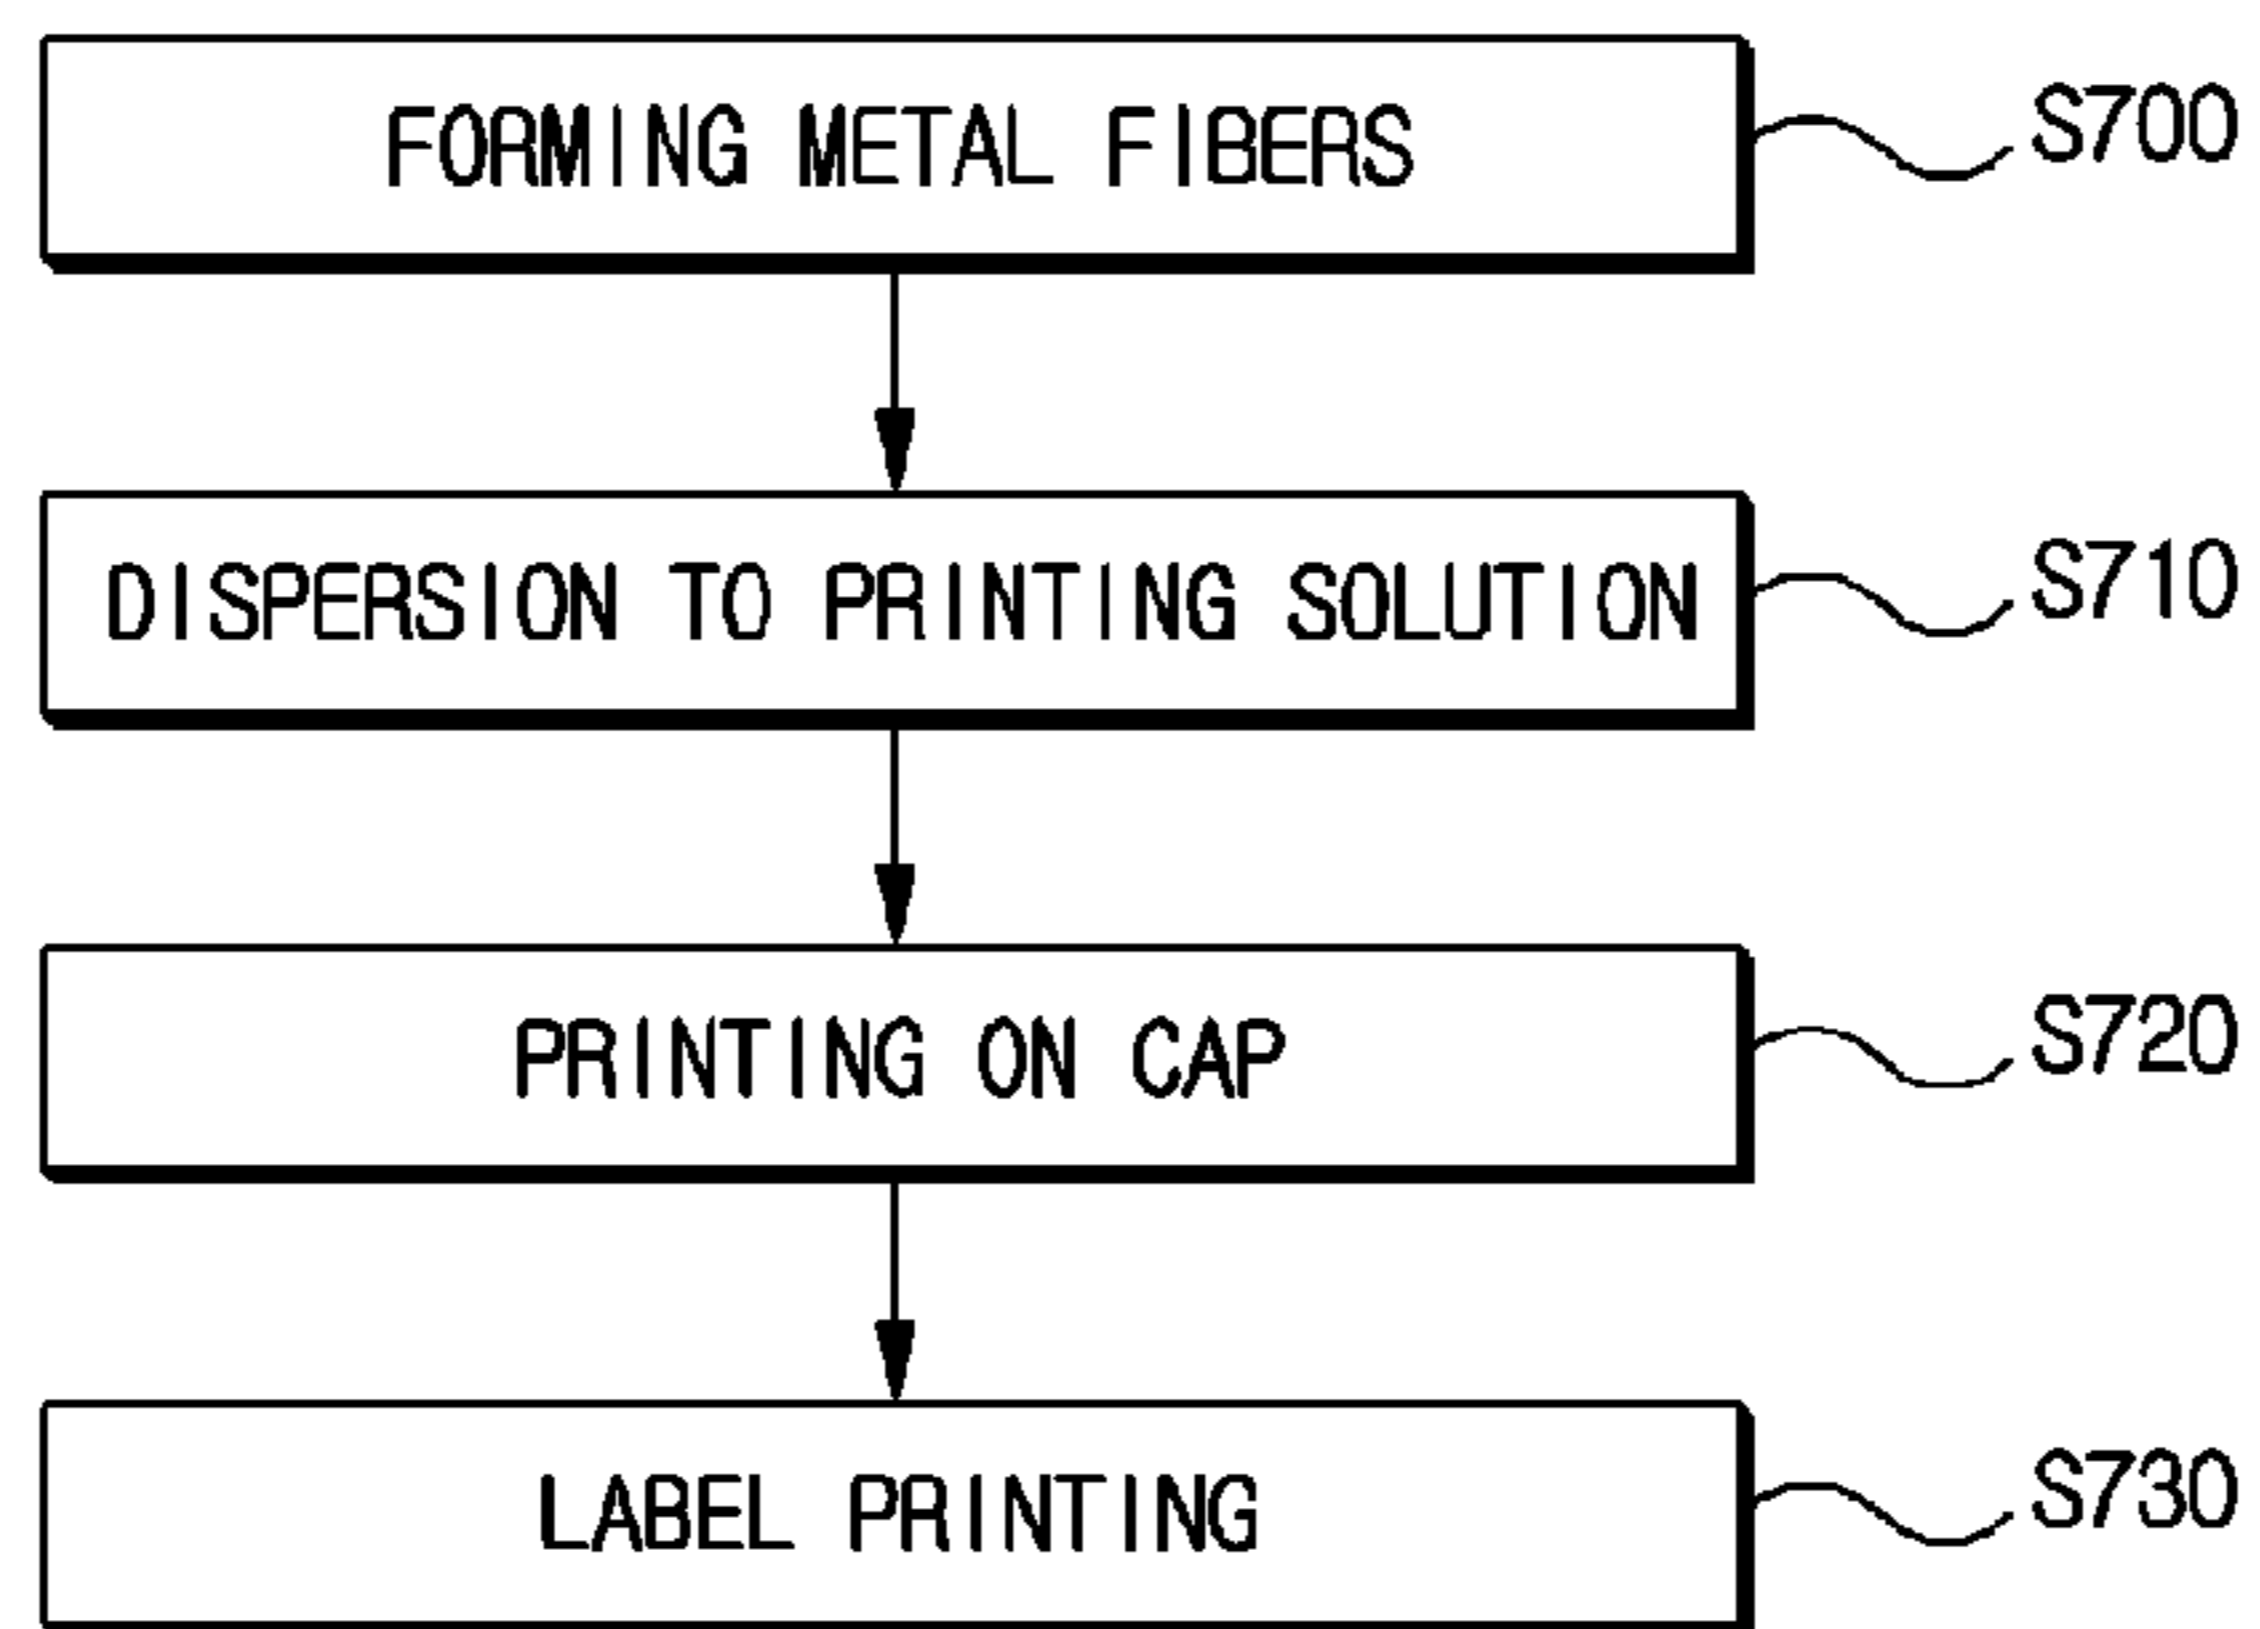 FORMING METAL FIBERS S700
DISPERSION TO PRINTING SOLUTION S710
PRINTING ON CAP S720
LABEL PRINTING S730